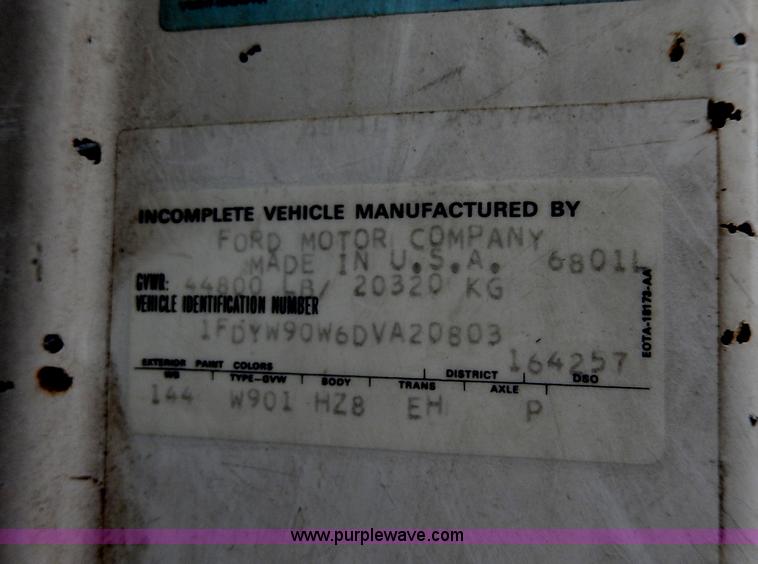 INCOMPLETE VEHICLE MANUFACTURED BY
FORD MOTOR COMPANY
MADE IN U.S.A. 6801L
GVWR: 44800 LB/ 20320 KG
VEHICLE IDENTIFICATION NUMBER
1FDYW90W6DVA20803
EOTA-18173-AA
164257
EXTERIOR PAINT COLORS DISTRICT DSO
WB TYPE-GVW BODY TRANS AXLE
144 W901 HZ8 EH P
www.purplewave.com